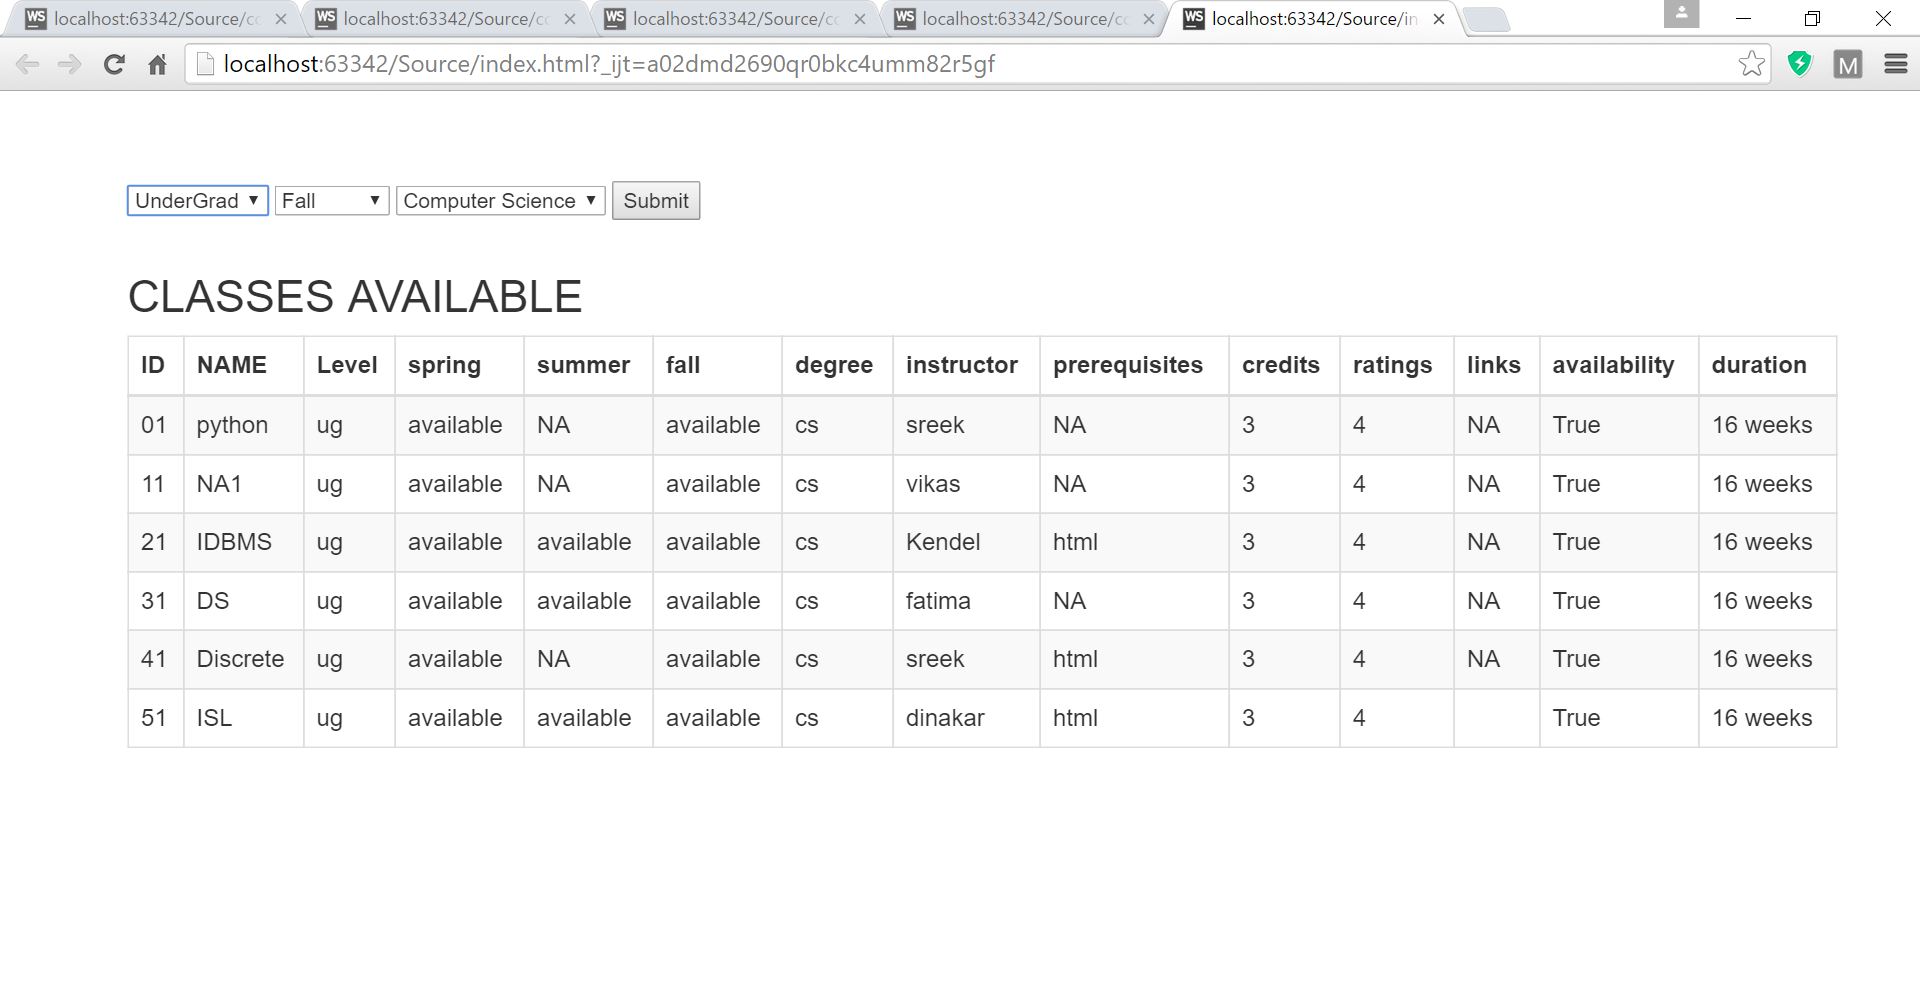 WS localhost:63342/Source/cc WS localhost:63342/Source/cc WS localhost:63342/Source/cc WS localhost:63342/Source/cc WS localhost:63342/Source/in
localhost:63342/Source/index.html?_ijt=a02dmd2690qr0bkc4umm82r5gf M
UnderGrad Fall Computer Science Submit
CLASSES AVAILABLE
ID NAME Level spring summer fall degree instructor prerequisites credits ratings links availability duration
01 python ug available NA available cs sreek NA 3 4 NA True 16 weeks
11 NA1 ug available NA available cs vikas NA 3 4 NA True 16 weeks
21 IDBMS ug available available available cs Kendel html 3 4 NA True 16 weeks
31 DS ug available available available cs fatima NA 3 4 NA True 16 weeks
41 Discrete ug available NA available cs sreek html 3 4 NA True 16 weeks
51 ISL ug available available available cs dinakar html 3 4 True 16 weeks